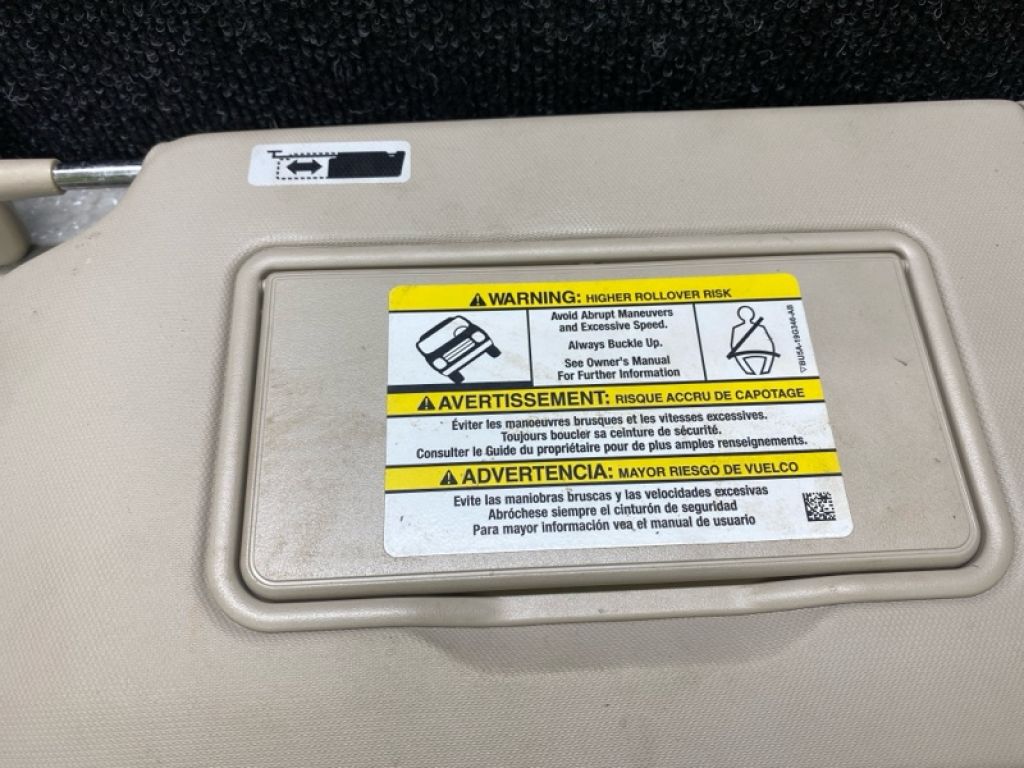 WARNING: HIGHER ROLLOVER RISK
Avoid Abrupt Maneuvers
and Excessive Speed.
Always Buckle Up.
See Owner's Manual
For Further Information
▽8U5A-19G346-AB
AVERTISSEMENT: RISQUE ACCRU DE CAPOTAGE
Éviter les manoeuvres brusques et les vitesses excessives.
Toujours boucler sa ceinture de sécurité.
Consulter le Guide du propriétaire pour de plus amples renseignements.
ADVERTENCIA: MAYOR RIESGO DE VUELCO
Evite las maniobras bruscas y las velocidades excesivas
Abróchese siempre el cinturón de seguridad
Para mayor información vea el manual de usuario